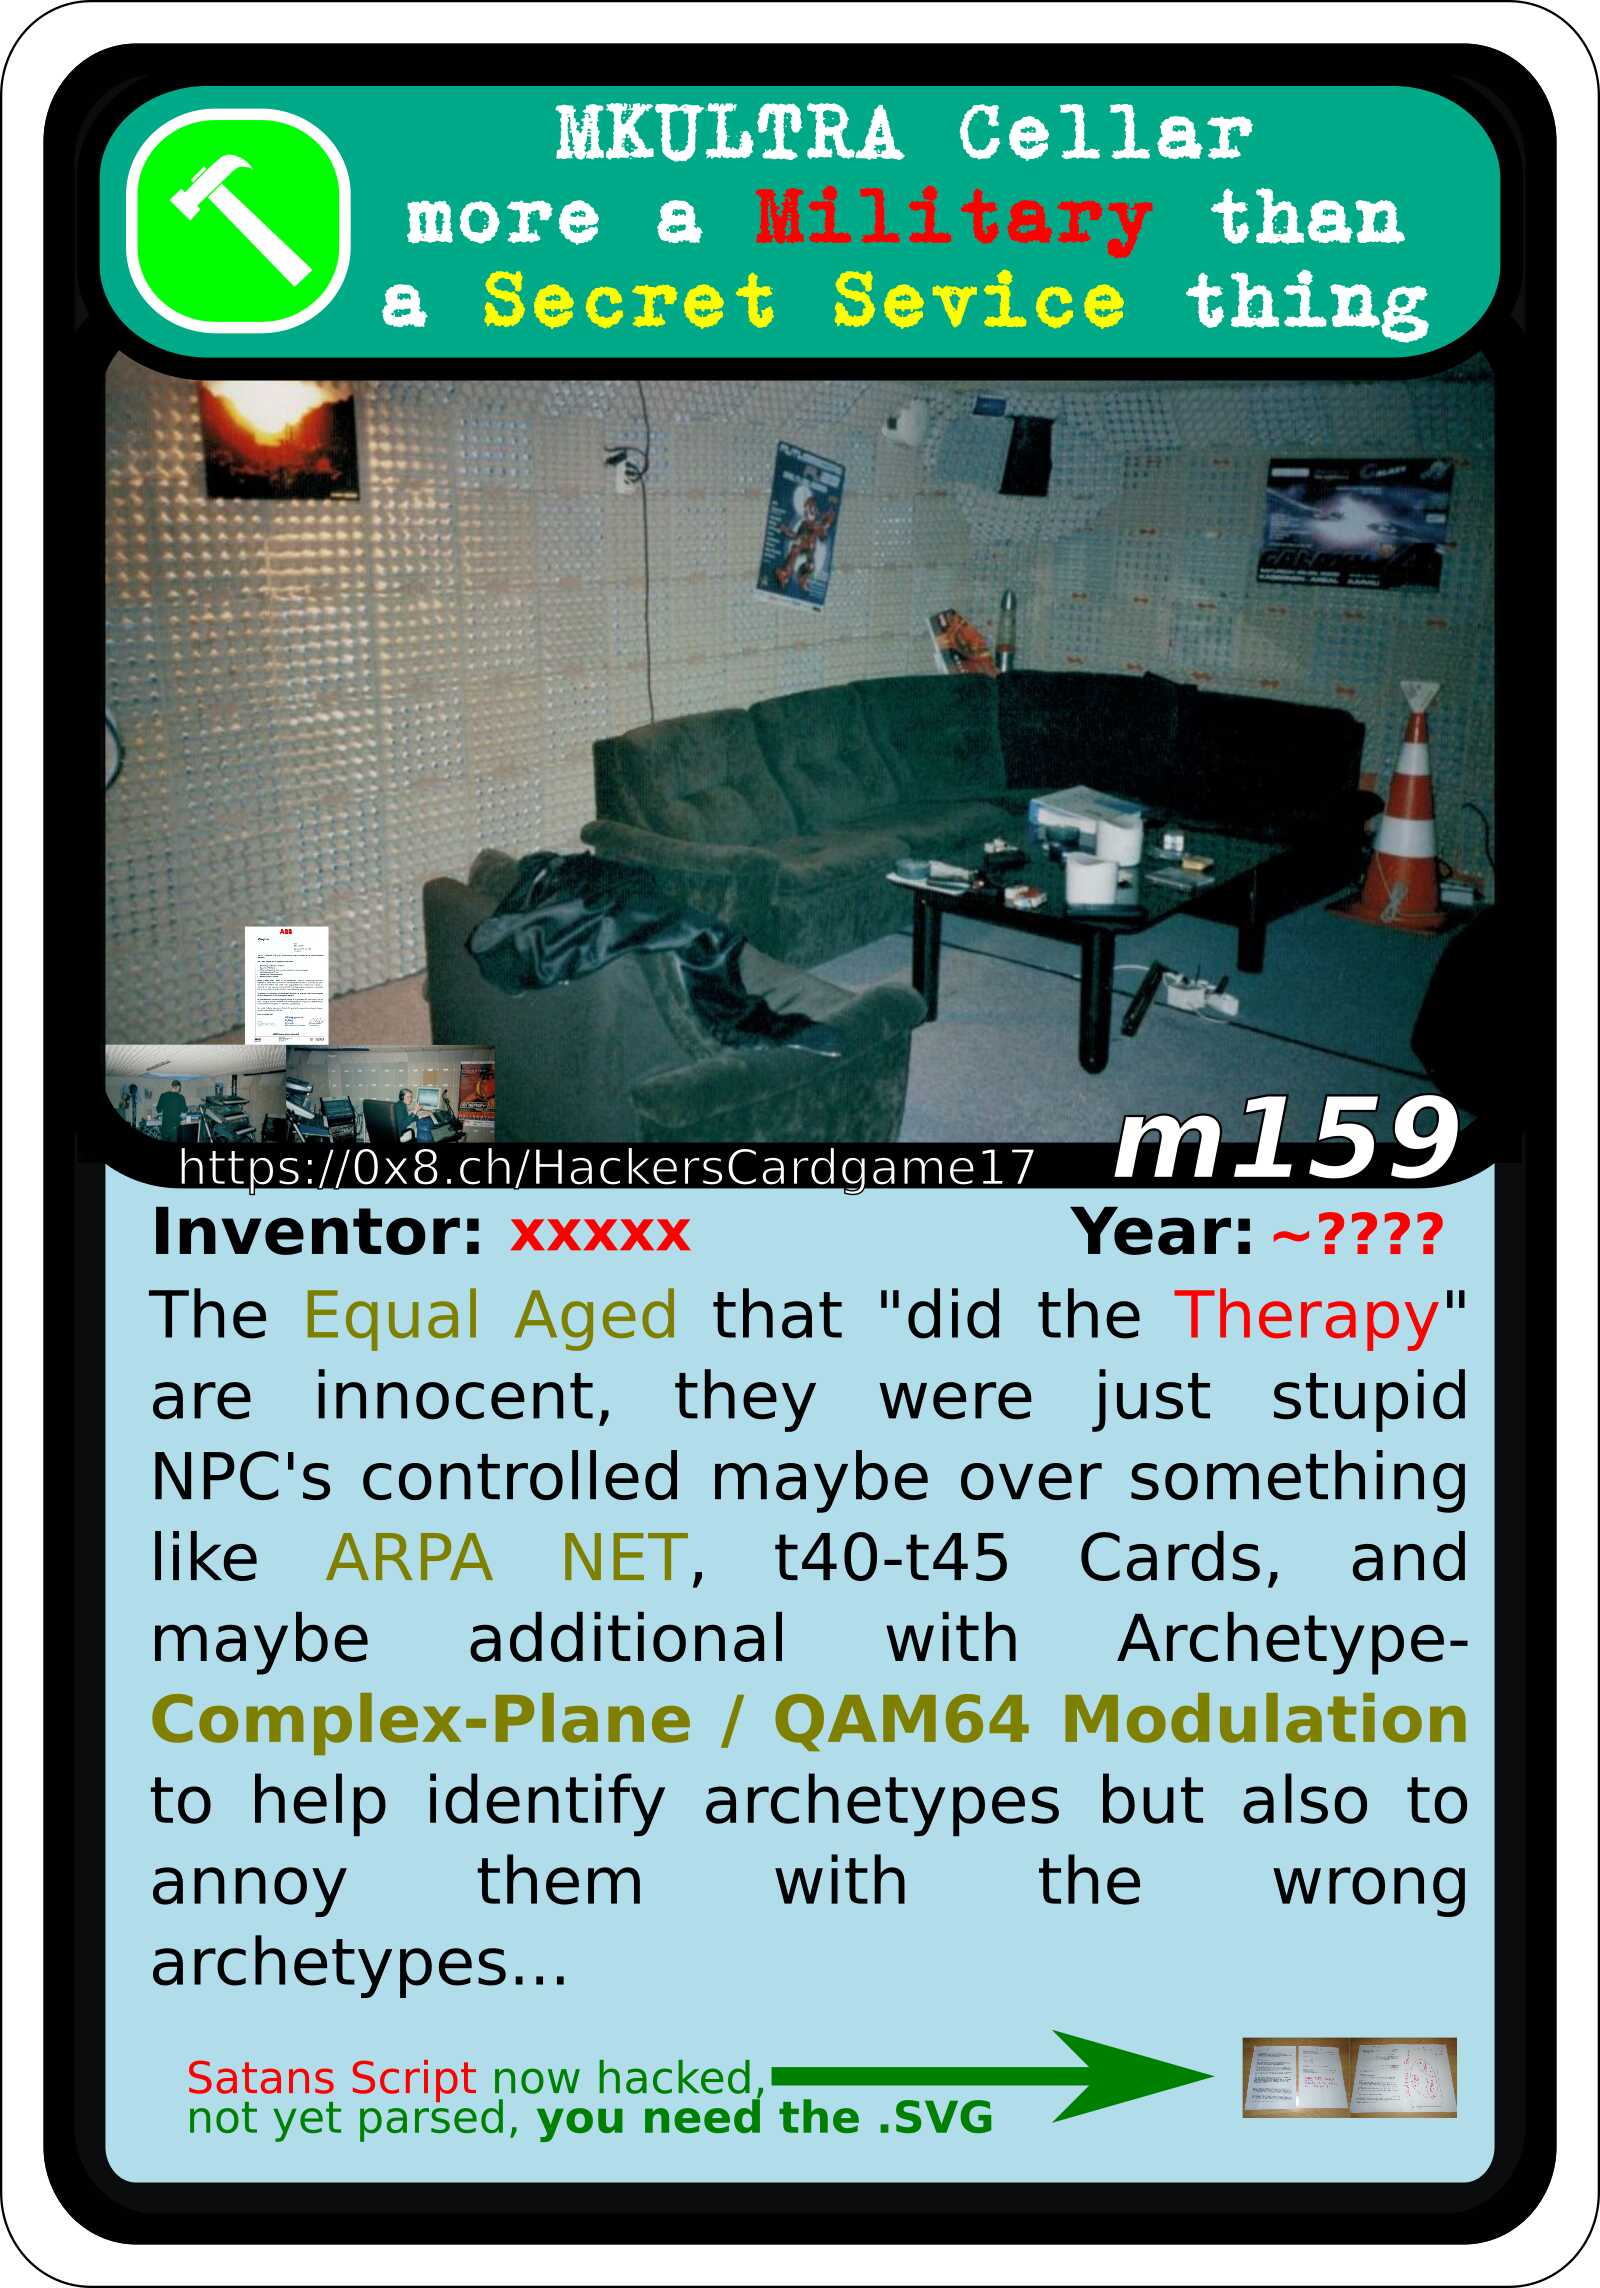 MKULTRA Cellar
more a Military than
a Secret Sevice thing
ABB
https://0x8.ch/HackersCardgame17
m159
Inventor: xxxxx
Year: ~????
The Equal Aged that "did the Therapy"
are innocent, they were just stupid
NPC's controlled maybe over something
like ARPA NET, t40-t45 Cards, and
maybe additional with Archetype-
Complex-Plane / QAM64 Modulation
to help identify archetypes but also to
annoy them with the wrong
archetypes...
Satans Script now hacked,
not yet parsed, you need the .SVG